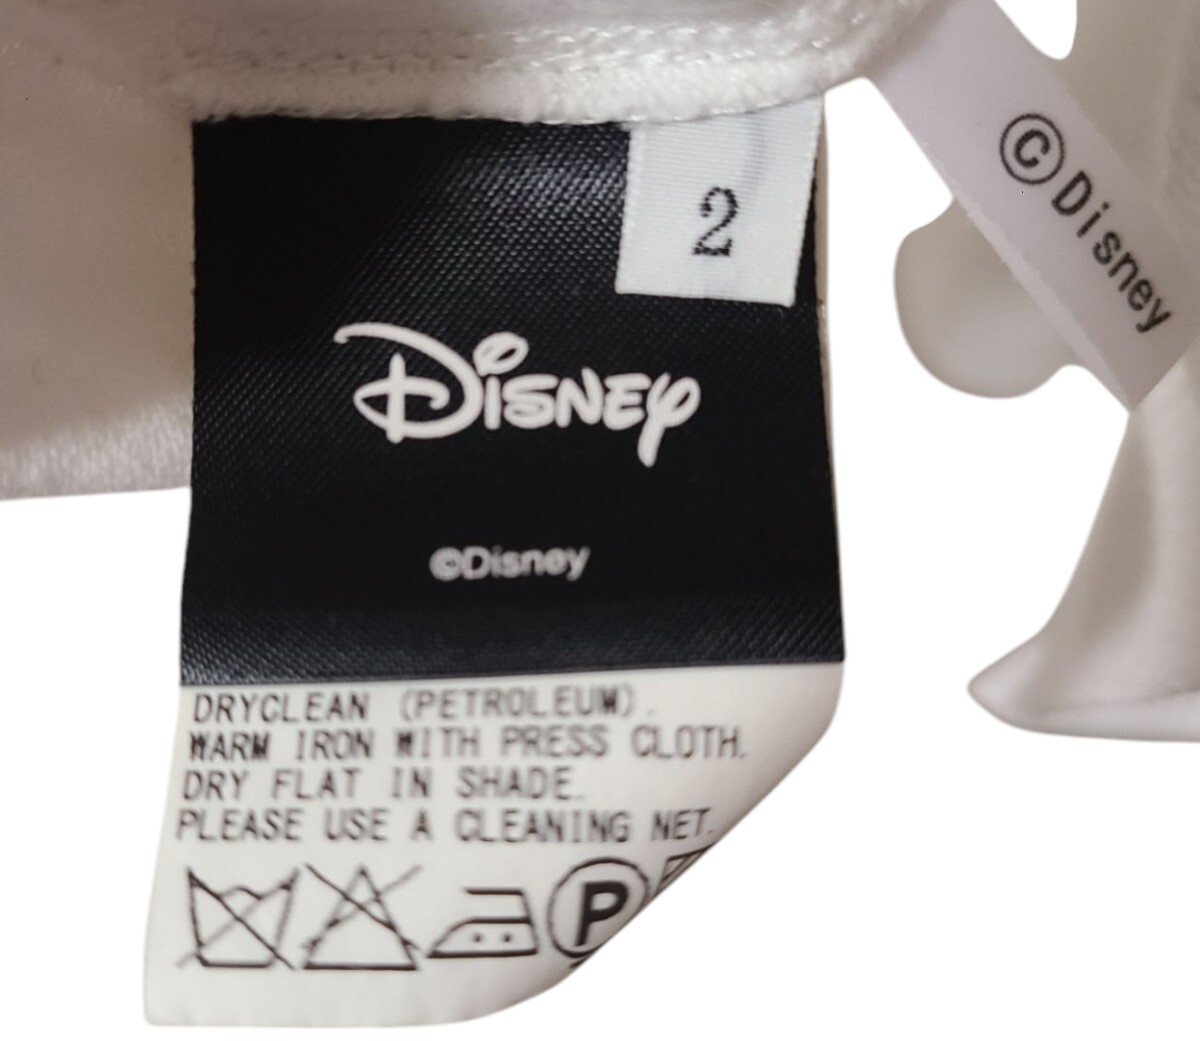 2
©Disney
Disney
©Disney
DRYCLEAN (PETROLEUM).
WARM IRON WITH PRESS CLOTH.
DRY FLAT IN SHADE.
PLEASE USE A CLEANING NET.
P